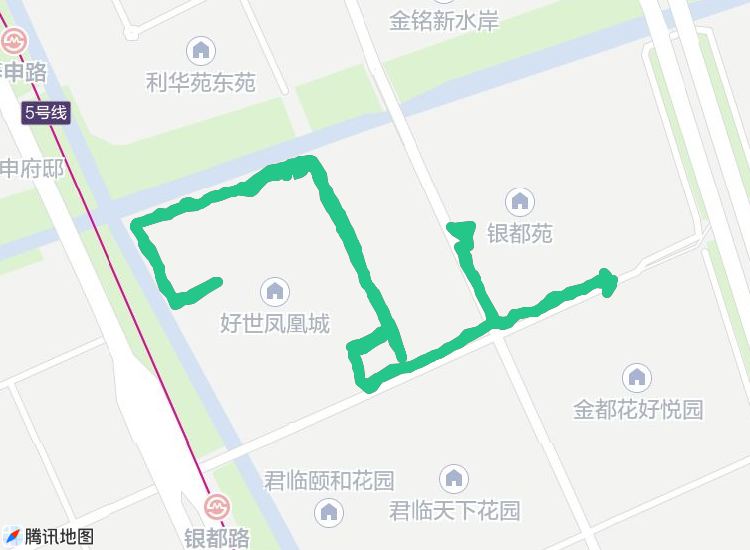 金铭新水岸
利华苑东苑
申路
5号线
申府邸
银都苑
好世凤凰城
金都花好悦园
君临颐和花园
君临天下花园
银都路
腾讯地图